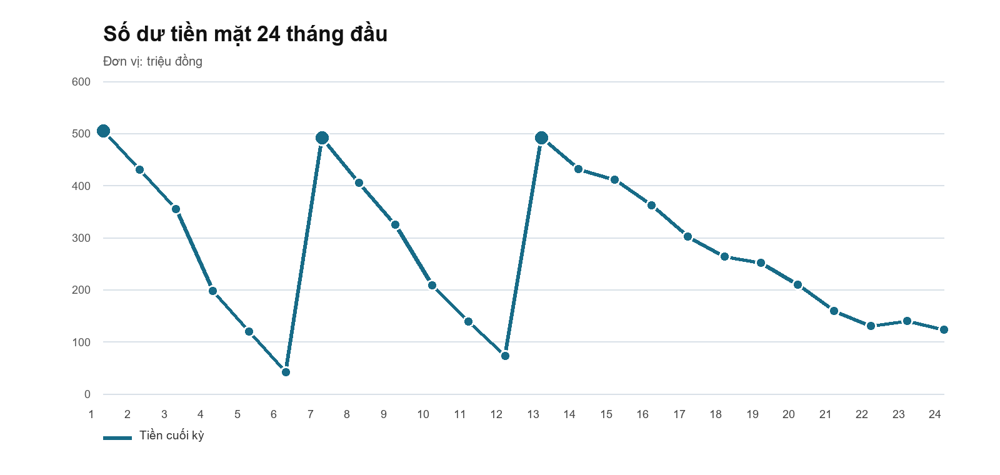 Số dư tiền mặt 24 tháng đầu
Đơn vị: triệu đồng
600
500
400
300
200
100
0
1 2 3 4 5 6 7 8 9 10 11 12 13 14 15 16 17 18 19 20 21 22 23 24
Tiền cuối kỳ